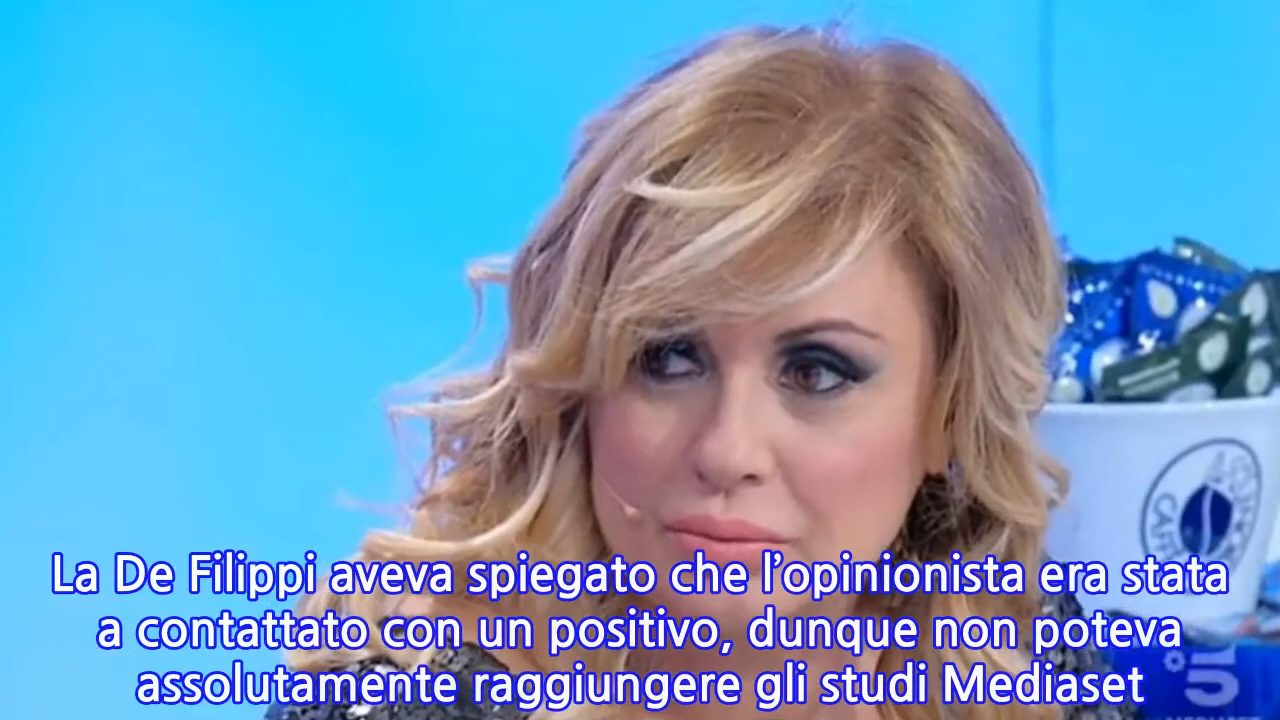 La De Filippi aveva spiegato che l'opinionista era stata
a contattato con un positivo, dunque non poteva
assolutamente raggiungere gli studi Mediaset
5